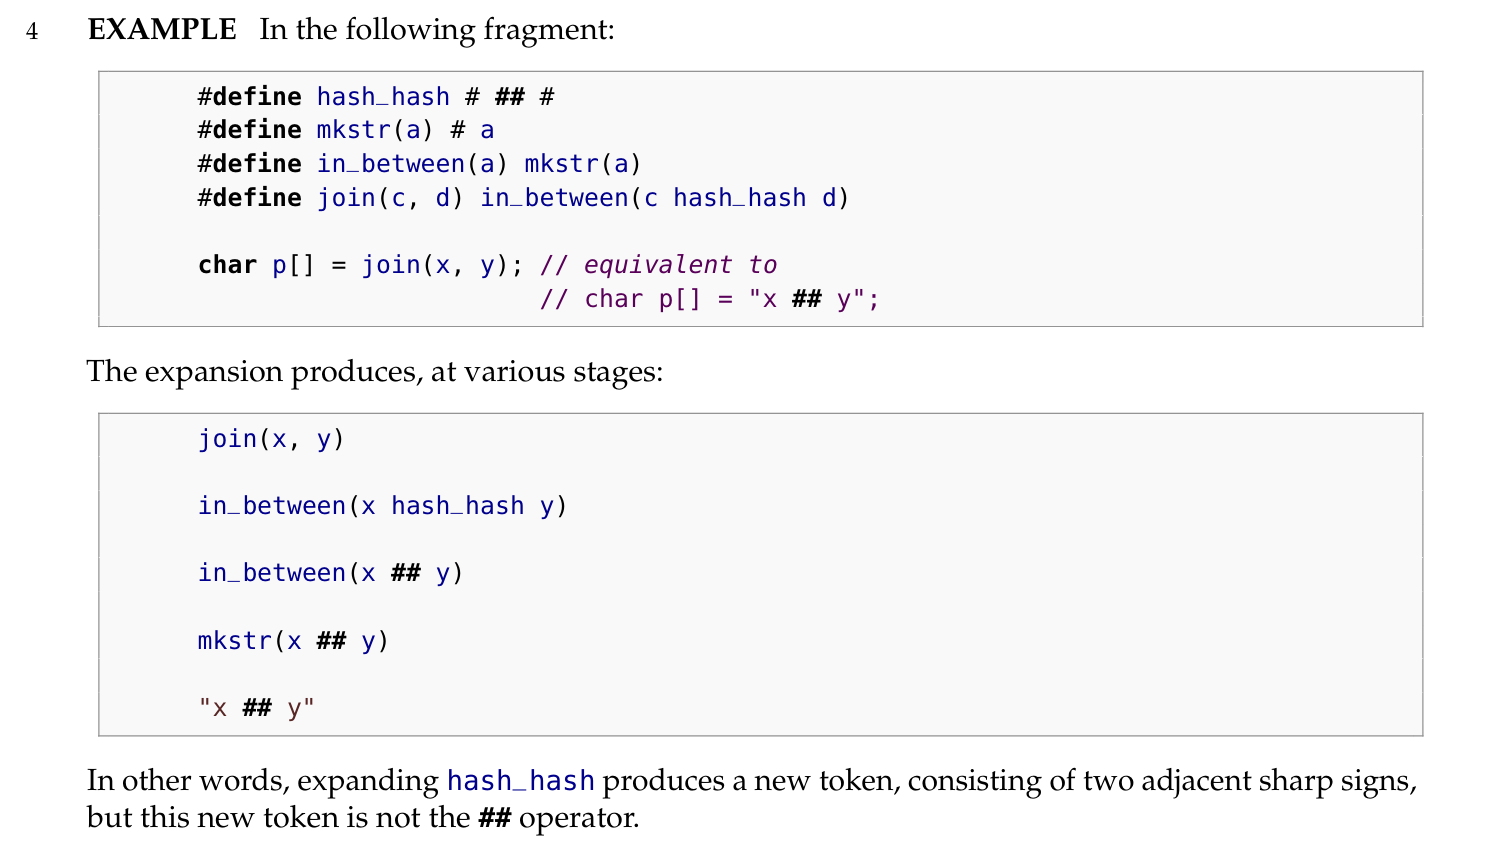 4 EXAMPLE In the following fragment:
#define hash_hash # ## #
#define mkstr(a) # a
#define in_between(a) mkstr(a)
#define join(c, d) in_between(c hash_hash d)
char p[] = join(x, y); // equivalent to
// char p[] = "x ## y";
The expansion produces, at various stages:
join(x, y)
in_between(x hash_hash y)
in_between(x ## y)
mkstr(x ## y)
"x ## y"
In other words, expanding hash_hash produces a new token, consisting of two adjacent sharp signs,
but this new token is not the ## operator.